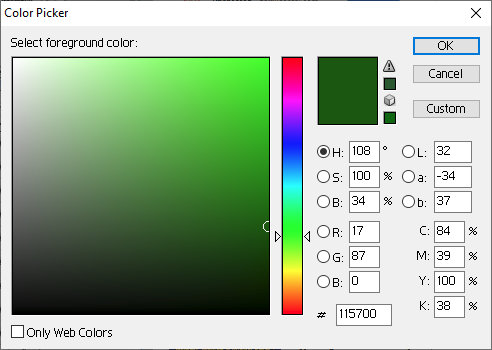 Color Picker
Select foreground color:
OK
Cancel
Custom
H: 108 °
S: 100 %
B: 34 %
R: 17
G: 87
B: 0
# 115700
L: 32
a: -34
b: 37
C: 84 %
M: 39 %
Y: 100 %
K: 38 %
Only Web Colors